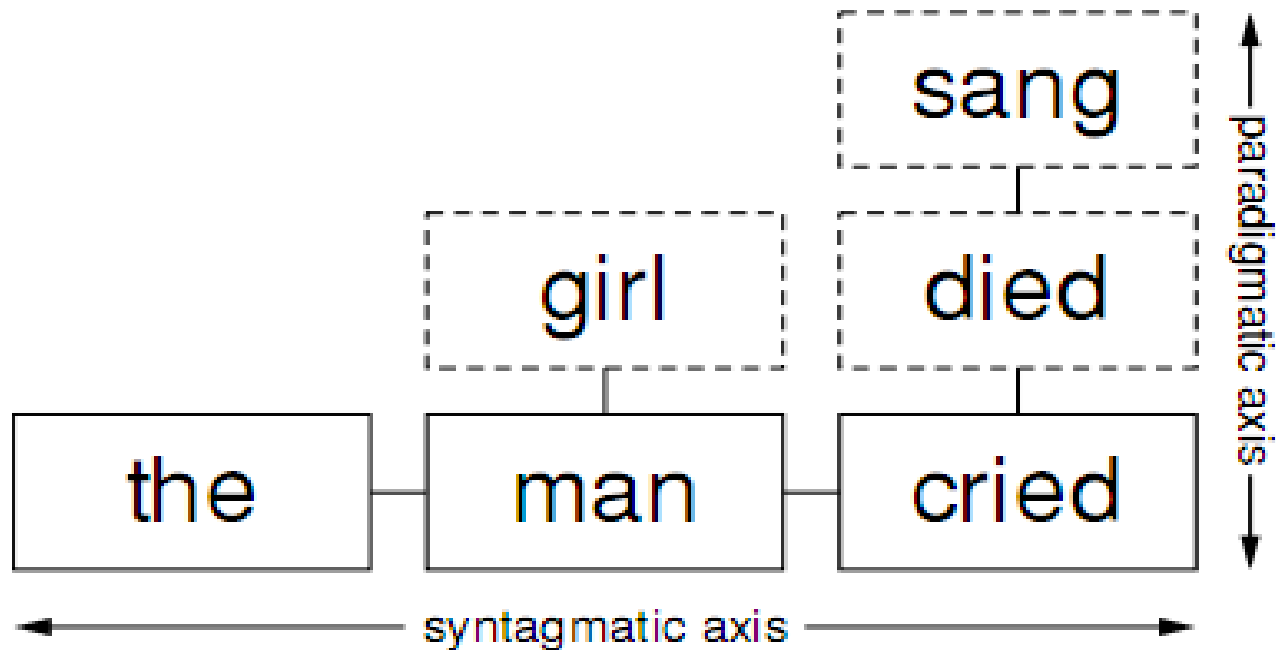 sang
girl died
the man cried
syntagmatic axis
paradigmatic axis